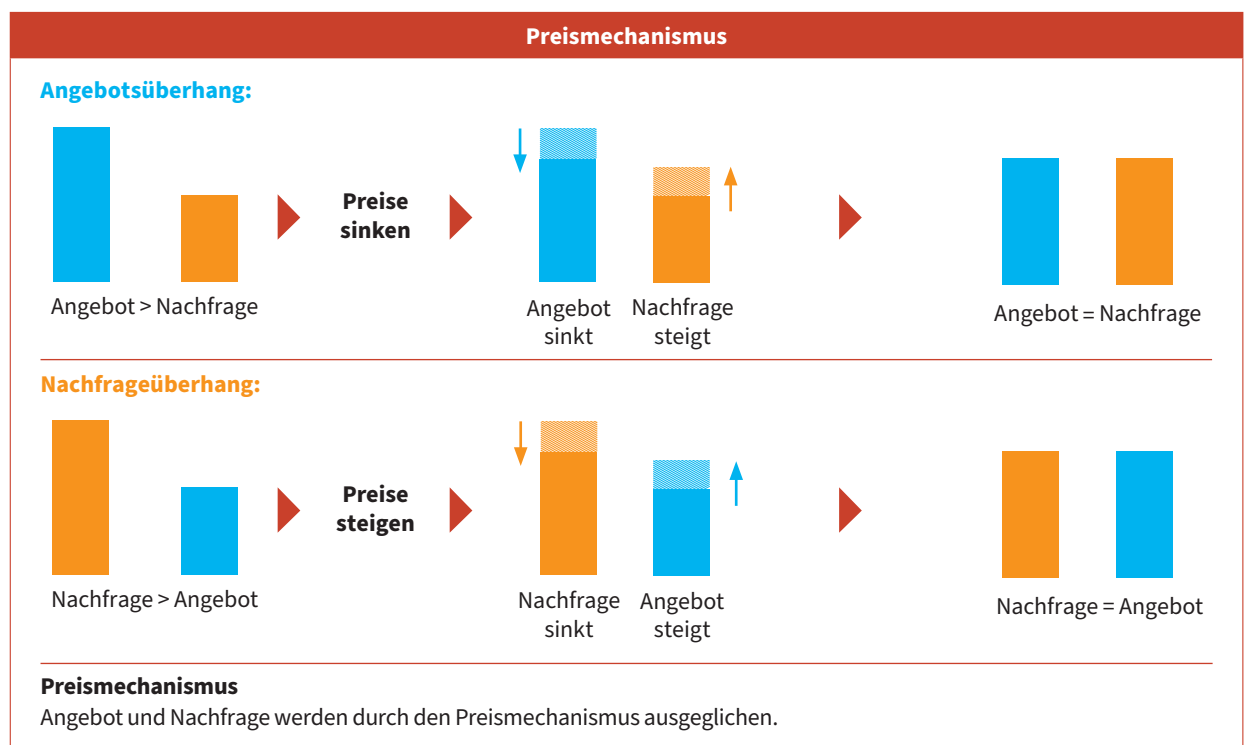 Preismechanismus
Angebotsüberhang:
Angebot > Nachfrage
Preise
sinken
Angebot
sinkt
Nachfrage
steigt
Angebot = Nachfrage
Nachfrageüberhang:
Nachfrage > Angebot
Preise
steigen
Nachfrage
sinkt
Angebot
steigt
Nachfrage = Angebot
Preismechanismus
Angebot und Nachfrage werden durch den Preismechanismus ausgeglichen.